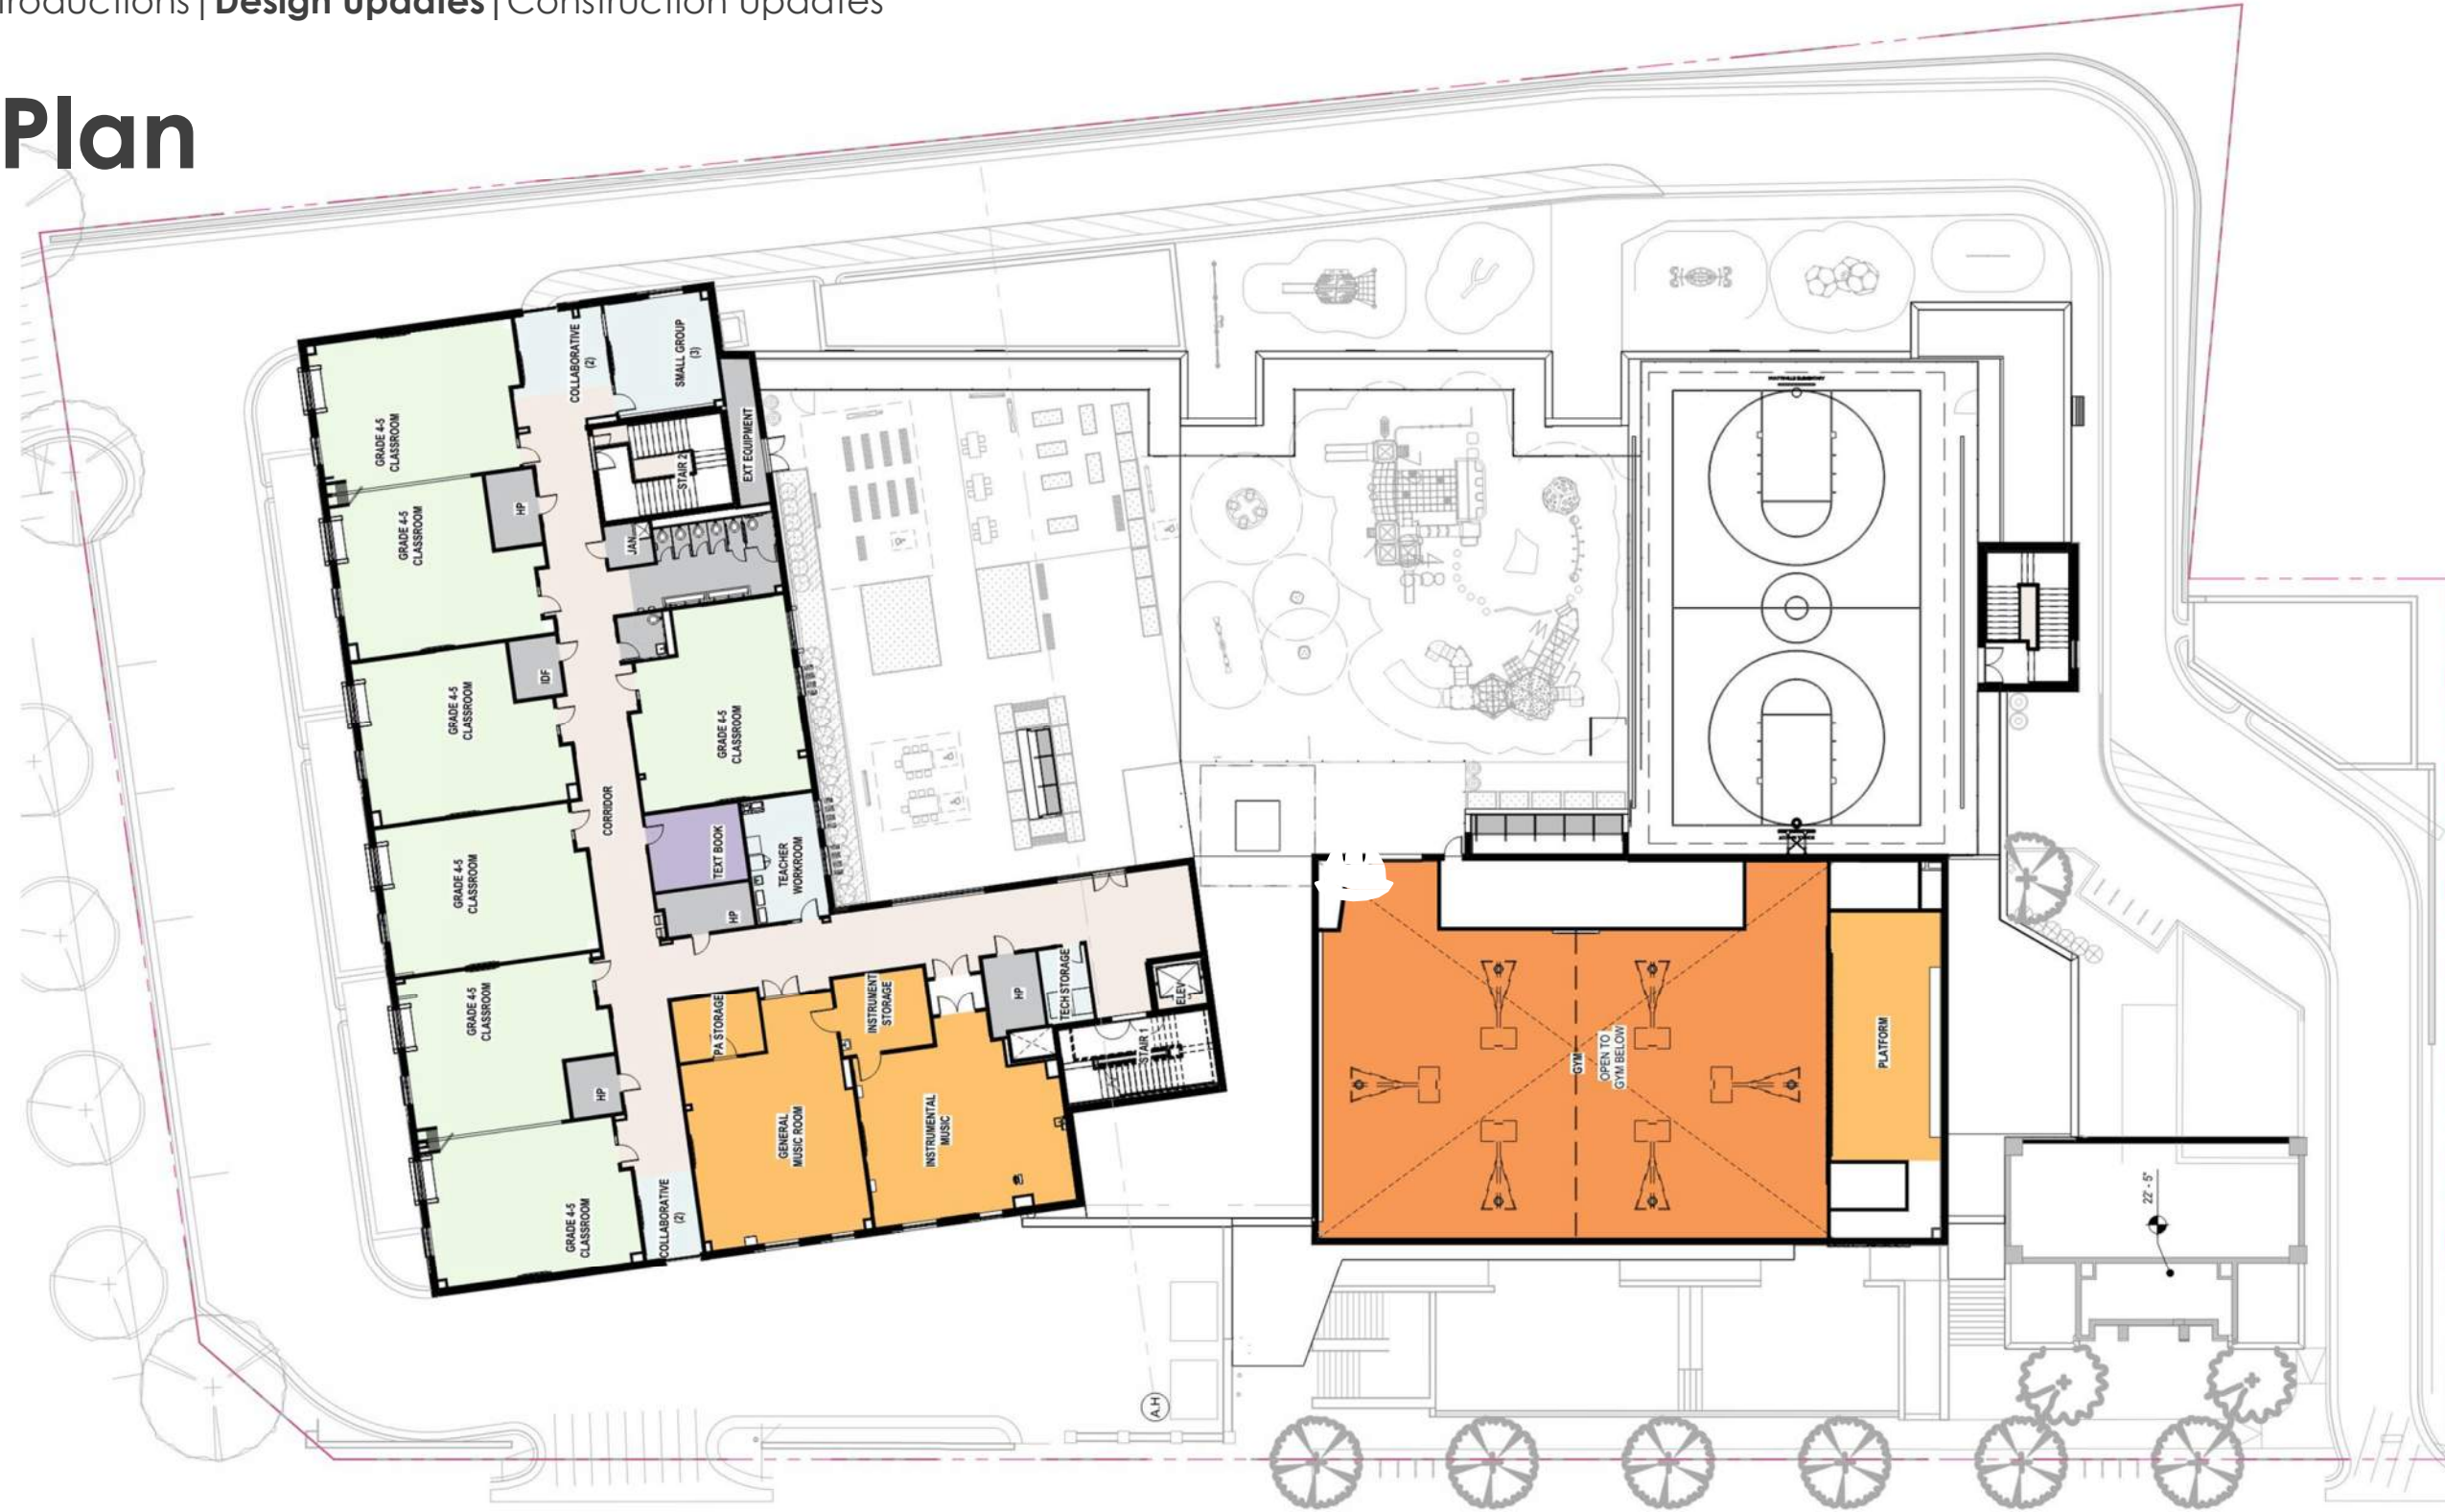 troductions|Design Updates|Construction Updates
Plan
COLLABORATIVE
(2)
SMALL GROUP
(3)
GRADE 4-5
CLASSROOM
EXT EQUIPMENT
STAIR 2
GRADE 4-5
CLASSROOM
HP
JAN
GRADE 4-5
CLASSROOM
IDF
GRADE 4-5
CLASSROOM
CORRIDOR
GRADE 4-5
CLASSROOM
TEXT BOOK
TEACHER
WORKROOM
HP
GRADE 4-5
CLASSROOM
HP
PA STORAGE
INSTRUMENT
STORAGE
HP
TECH STORAGE
ELEV
STAIR 1
GENERAL
MUSIC ROOM
INSTRUMENTAL
MUSIC
GRADE 4-5
CLASSROOM
COLLABORATIVE
(2)
GYM
OPEN TO
GYM BELOW
PLATFORM
22' - 5"
A.H